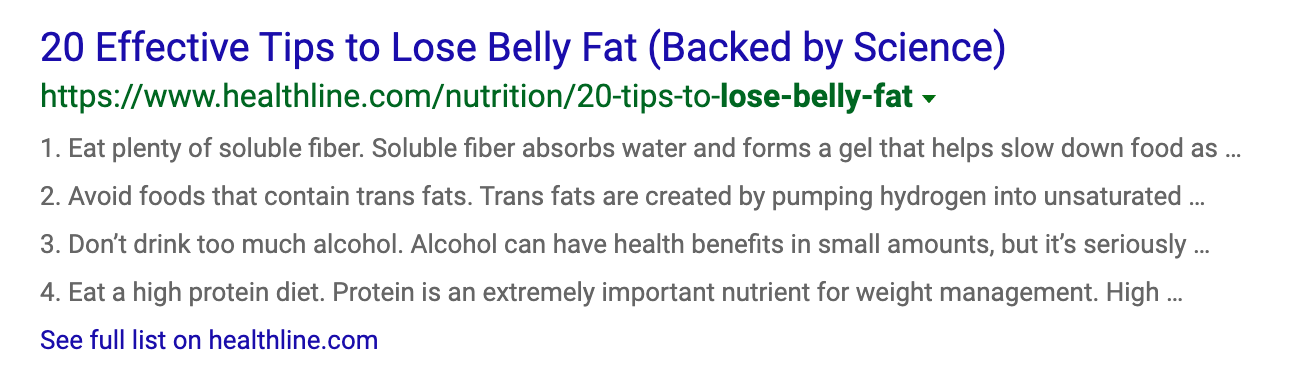 20 Effective Tips to Lose Belly Fat (Backed by Science)
https://www.healthline.com/nutrition/20-tips-to-lose-belly-fat
1. Eat plenty of soluble fiber. Soluble fiber absorbs water and forms a gel that helps slow down food as ...
2. Avoid foods that contain trans fats. Trans fats are created by pumping hydrogen into unsaturated ...
3. Don’t drink too much alcohol. Alcohol can have health benefits in small amounts, but it’s seriously ...
4. Eat a high protein diet. Protein is an extremely important nutrient for weight management. High ...
See full list on healthline.com